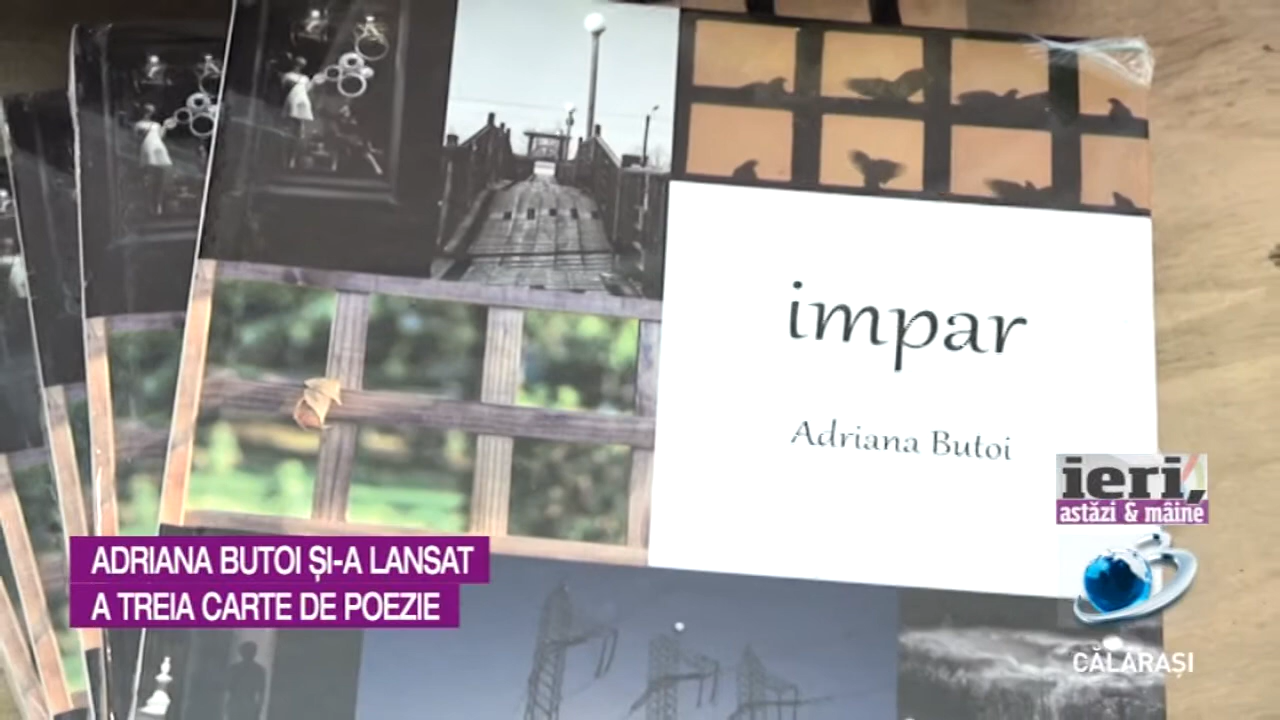 impar
Adriana Butoi
ieri,
astăzi & mâine
ADRIANA BUTOI ȘI-A LANSAT
A TREIA CARTE DE POEZIE
CĂLĂRAȘI